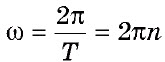 ω = 2π/T = 2πn